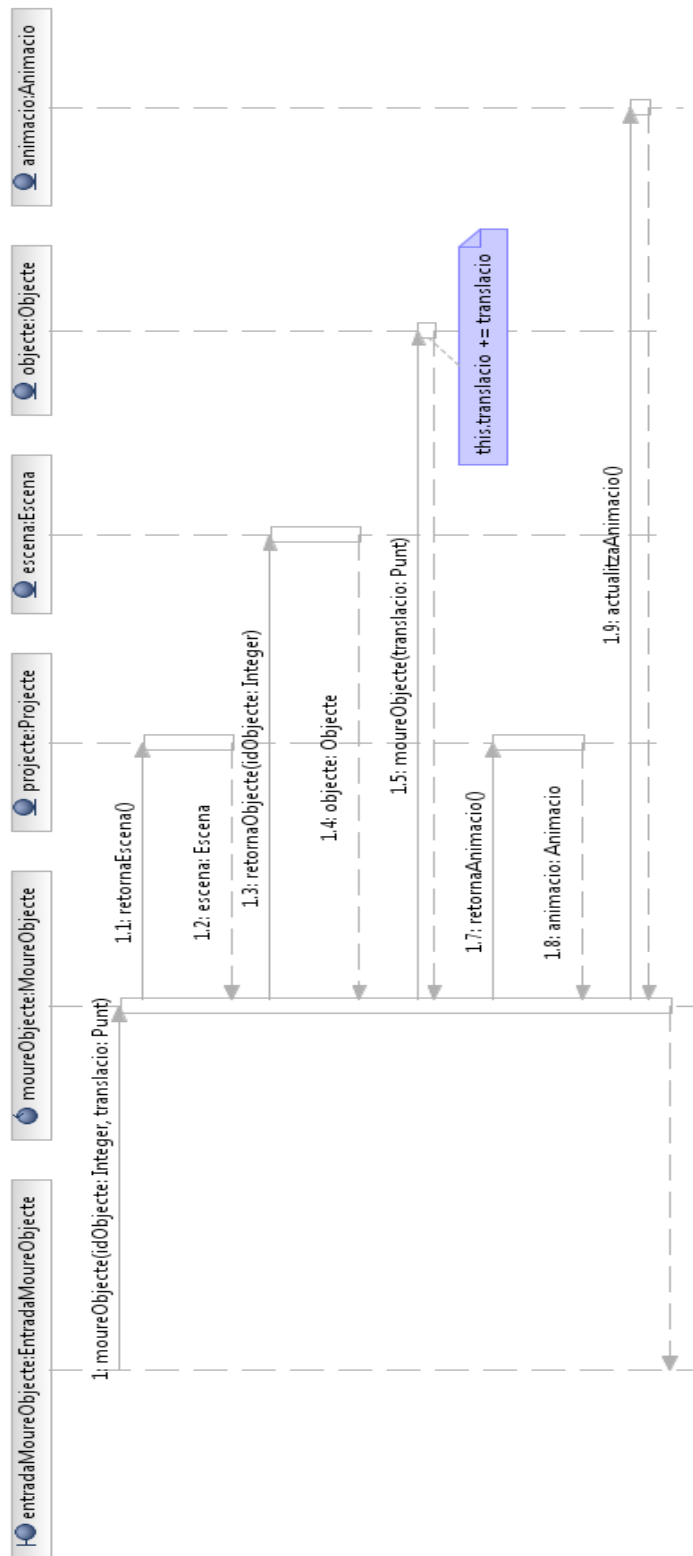 entradaMoureObjecte:EntradaMoureObjecte
moureObjecte:MoureObjecte
projecte:Projecte
escena:Escena
objecte:Objecte
animacio:Animacio
1: moureObjecte(idObjecte: Integer, translacio: Punt)
1.1: retornaEscena()
1.2: escena: Escena
1.3: retornaObjecte(idObjecte: Integer)
1.4: objecte: Objecte
1.5: moureObjecte(translacio: Punt)
this.translacio += translacio
1.7: retornaAnimacio()
1.8: animacio: Animacio
1.9: actualitzaAnimacio()